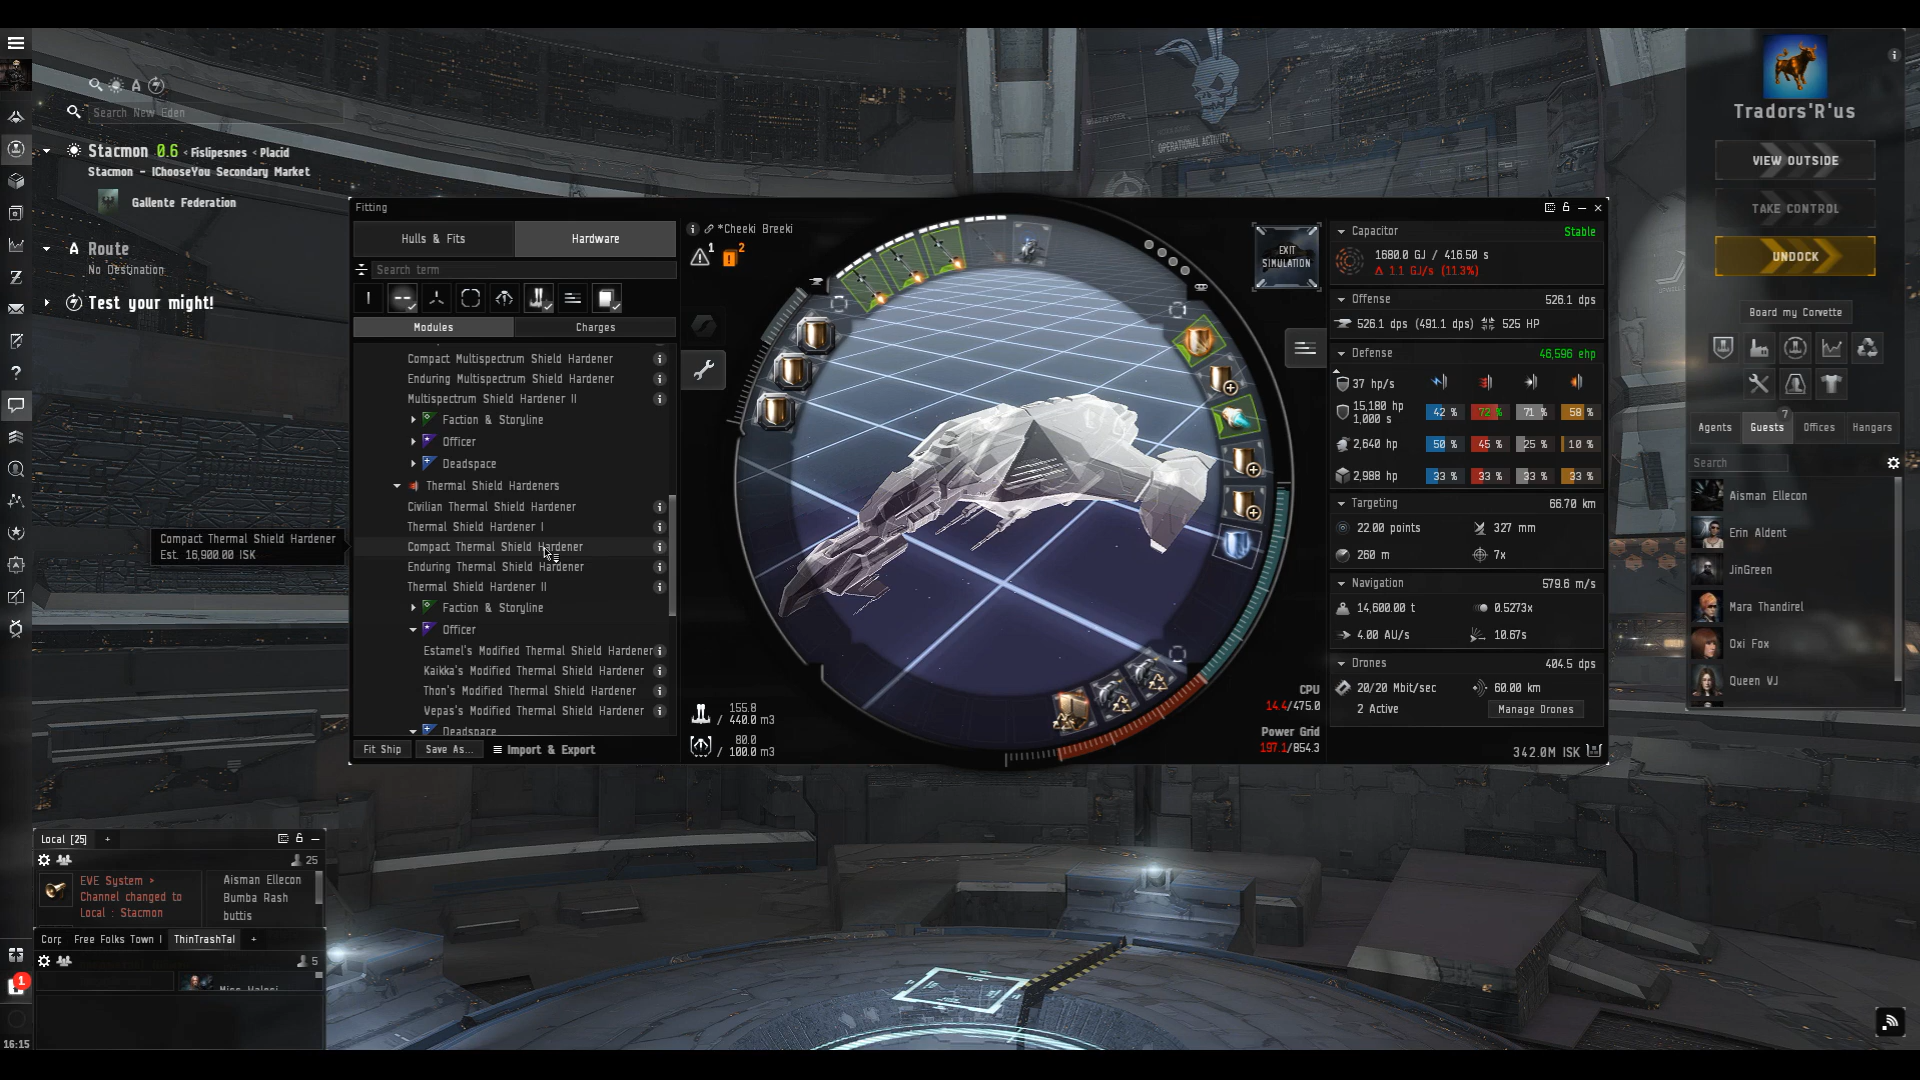 Search New Eden
Stacmon 0.6 < Fislipesnes < Placid
Stacmon - IChooseYou Secondary Market
Gallente Federation
Route
No Destination
Test your might!
Compact Thermal Shield Hardener
Est. 16,900.00 ISK
Fitting
Hulls & Fits
Hardware
Search term
Modules
Charges
Compact Multispectrum Shield Hardener
Enduring Multispectrum Shield Hardener
Multispectrum Shield Hardener II
Faction & Storyline
Officer
Deadspace
Thermal Shield Hardeners
Civilian Thermal Shield Hardener
Thermal Shield Hardener I
Compact Thermal Shield Hardener
Enduring Thermal Shield Hardener
Thermal Shield Hardener II
Faction & Storyline
Officer
Estamel's Modified Thermal Shield Hardener
Kaikka's Modified Thermal Shield Hardener
Thon's Modified Thermal Shield Hardener
Vepas's Modified Thermal Shield Hardener
Deadspace
Fit Ship
Save As...
Import & Export
*Cheeki Breeki
1
2
OPERATIONAL ACTIVITY
EXIT
SIMULATION
155.8
/ 440.0 m3
80.0
/ 100.0 m3
CPU
14.4/475.0
Power Grid
197.1/854.3
Capacitor
Stable
1680.0 GJ / 416.50 s
Δ 1.1 GJ/s (11.3%)
Offense
526.1 dps
526.1 dps (491.1 dps)
525 HP
Defense
46,596 ehp
37 hp/s
15,180 hp
1,000 s
42 %
72 %
71 %
58 %
2,640 hp
50 %
45 %
25 %
10 %
2,988 hp
33 %
33 %
33 %
33 %
Targeting
66.70 km
22.00 points
327 mm
260 m
7x
Navigation
579.6 m/s
14,600.00 t
0.5273x
4.00 AU/s
10.67s
Drones
404.5 dps
20/20 Mbit/sec
60.00 km
2 Active
Manage Drones
342.0M ISK
Tradors'R'us
VIEW OUTSIDE
TAKE CONTROL
UNDOCK
Board my Corvette
7
Agents
Guests
Offices
Hangars
Search
Aisman Ellecon
Erin Aldent
JinGreen
Mara Thandirel
Oxi Fox
Queen VJ
Local [25]
+
25
EVE System >
Channel changed to
Local : Stacmon
Aisman Ellecon
Bumba Rash
buttis
Corp
Free Folks Town
ThinTrashTal
+
5
1
16:15